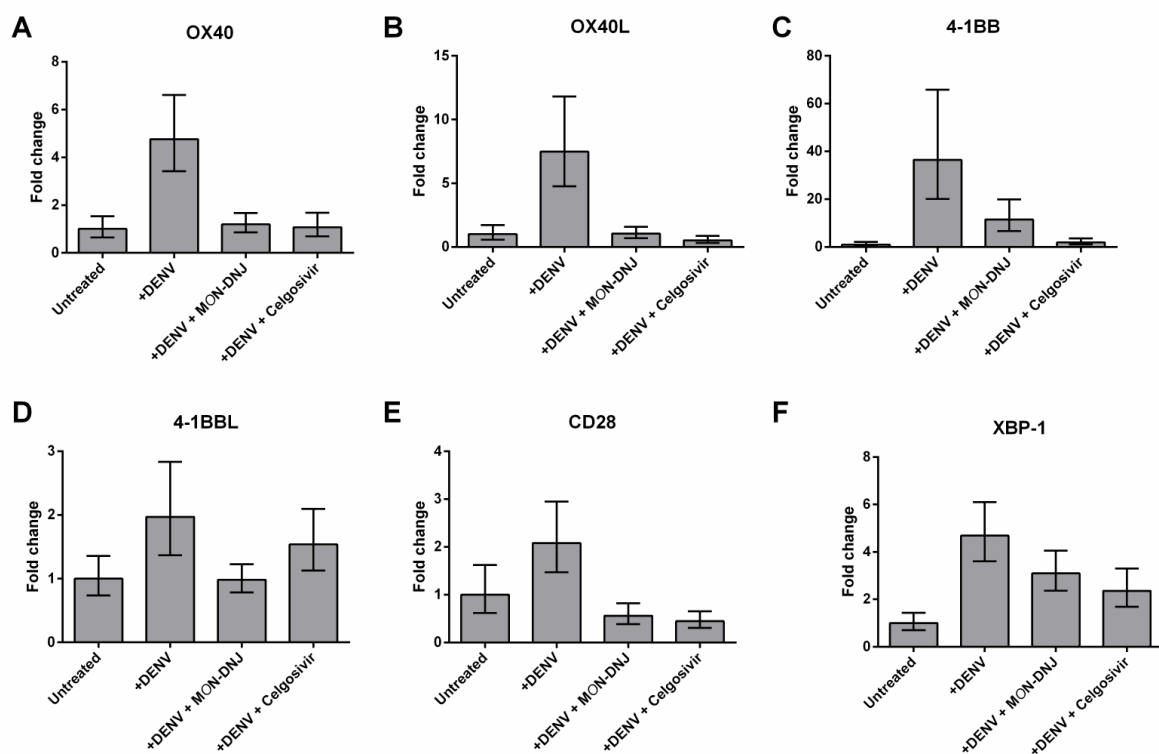 A
OX40
Fold change
8
6
4
2
0
Untreated
+DENV
+DENV + MON-DNJ
+DENV + Celgosivir
B
OX40L
Fold change
15
10
5
0
Untreated
+DENV
+DENV + MON-DNJ
+DENV + Celgosivir
C
4-1BB
Fold change
80
60
40
20
0
Untreated
+DENV
+DENV + MON-DNJ
+DENV + Celgosivir
D
4-1BBL
Fold change
3
2
1
0
Untreated
+DENV
+DENV + MON-DNJ
+DENV + Celgosivir
E
CD28
Fold change
4
3
2
1
0
Untreated
+DENV
+DENV + MON-DNJ
+DENV + Celgosivir
F
XBP-1
Fold change
8
6
4
2
0
Untreated
+DENV
+DENV + MON-DNJ
+DENV + Celgosivir